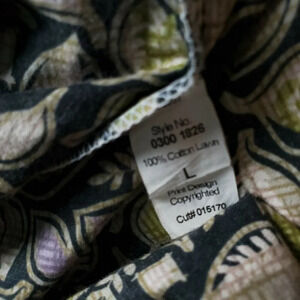 Style No.
0300 1826
100% Cotton Lawn
L
Print Design
Copyrighted
Cut#015170